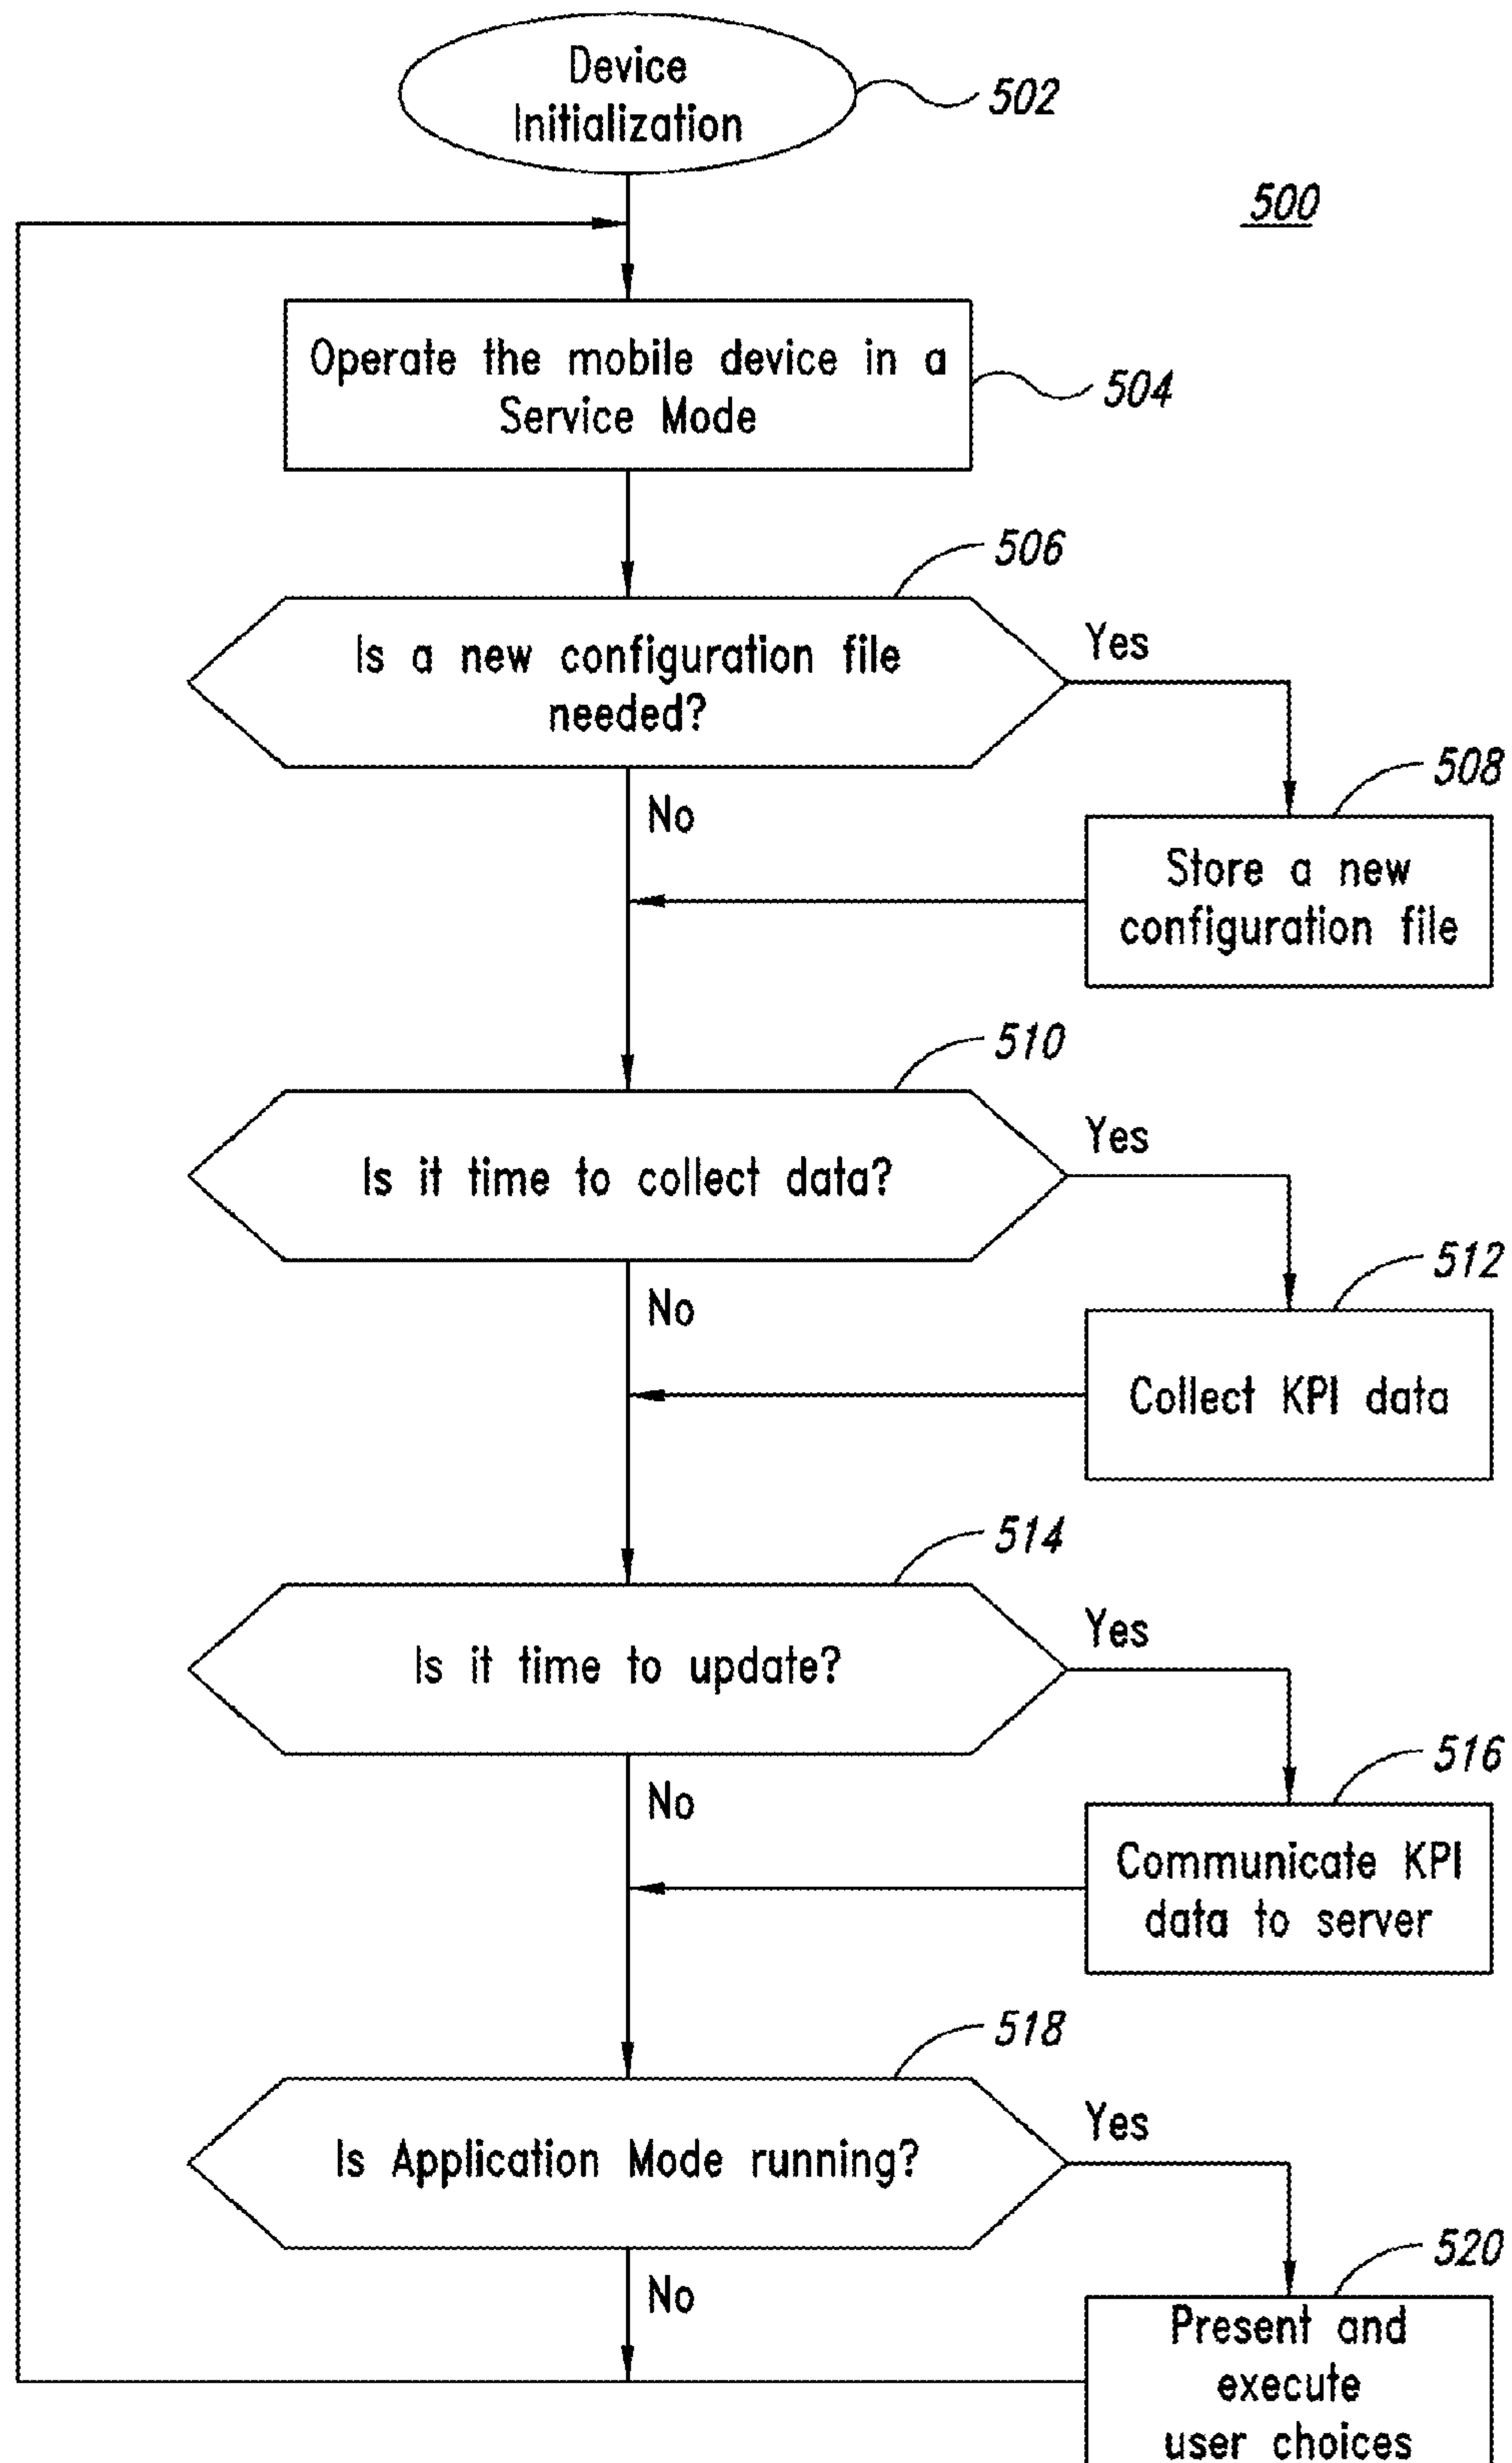 Device
Initialization
502
500
Operate the mobile device in a
Service Mode
504
506
Is a new configuration file
needed?
Yes
No
508
Store a new
configuration file
510
Is it time to collect data?
Yes
No
512
Collect KPI data
514
Is it time to update?
Yes
No
516
Communicate KPI
data to server
518
Is Application Mode running?
Yes
No
520
Present and
execute
user choices